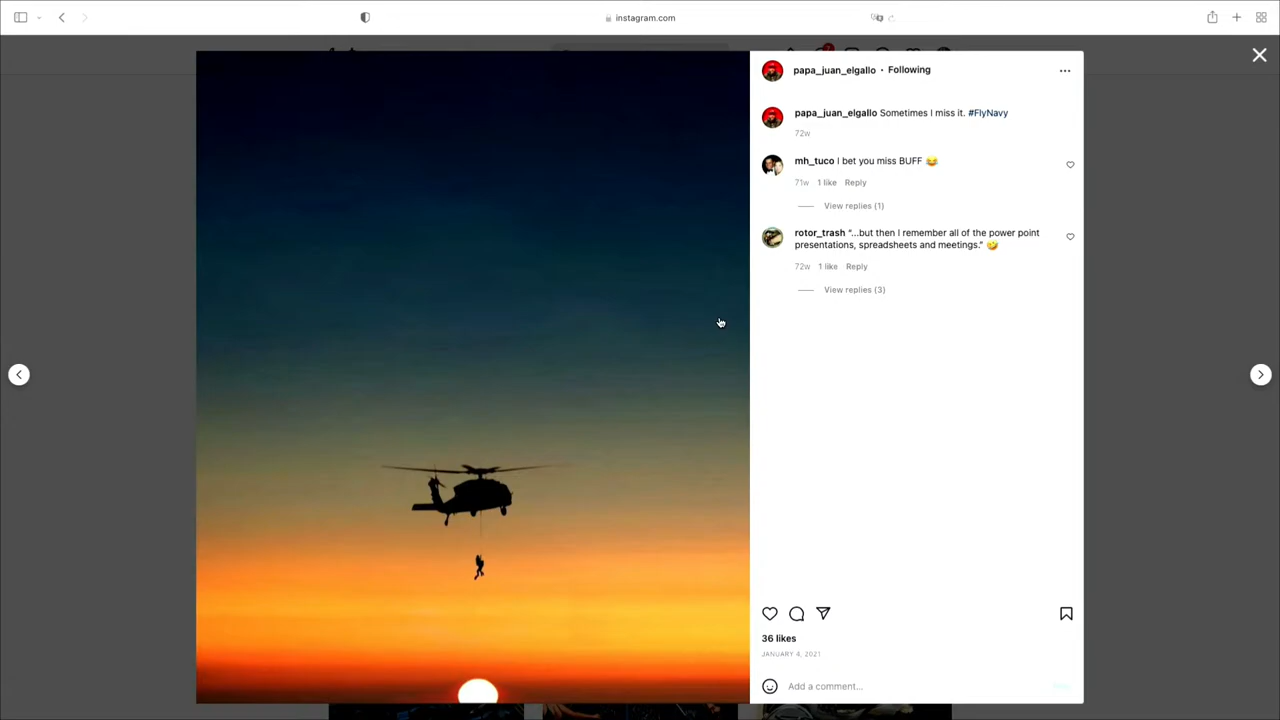 instagram.com
papa_juan_elgallo • Following
papa_juan_elgallo Sometimes I miss it. #FlyNavy
72w
mh_tuco I bet you miss BUFF 😂
71w 1 like Reply
View replies (1)
rotor_trash “...but then I remember all of the power point
presentations, spreadsheets and meetings.” 🤣
72w 1 like Reply
View replies (3)
36 likes
JANUARY 4, 2021
Add a comment...